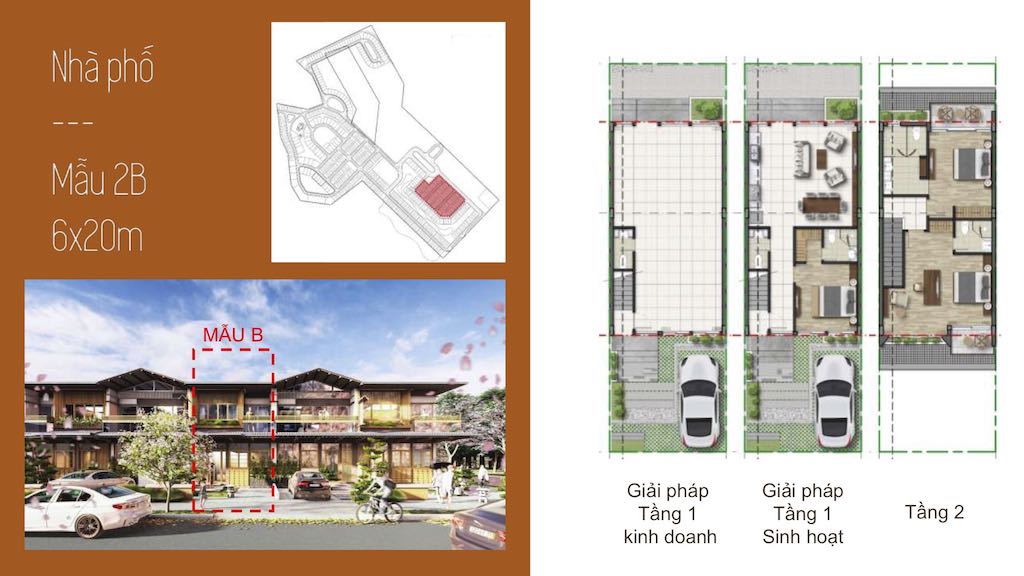 Nhà phố
---
Mẫu 2B
6x20m
MẪU B
Giải pháp
Tầng 1
kinh doanh
Giải pháp
Tầng 1
Sinh hoạt
Tầng 2